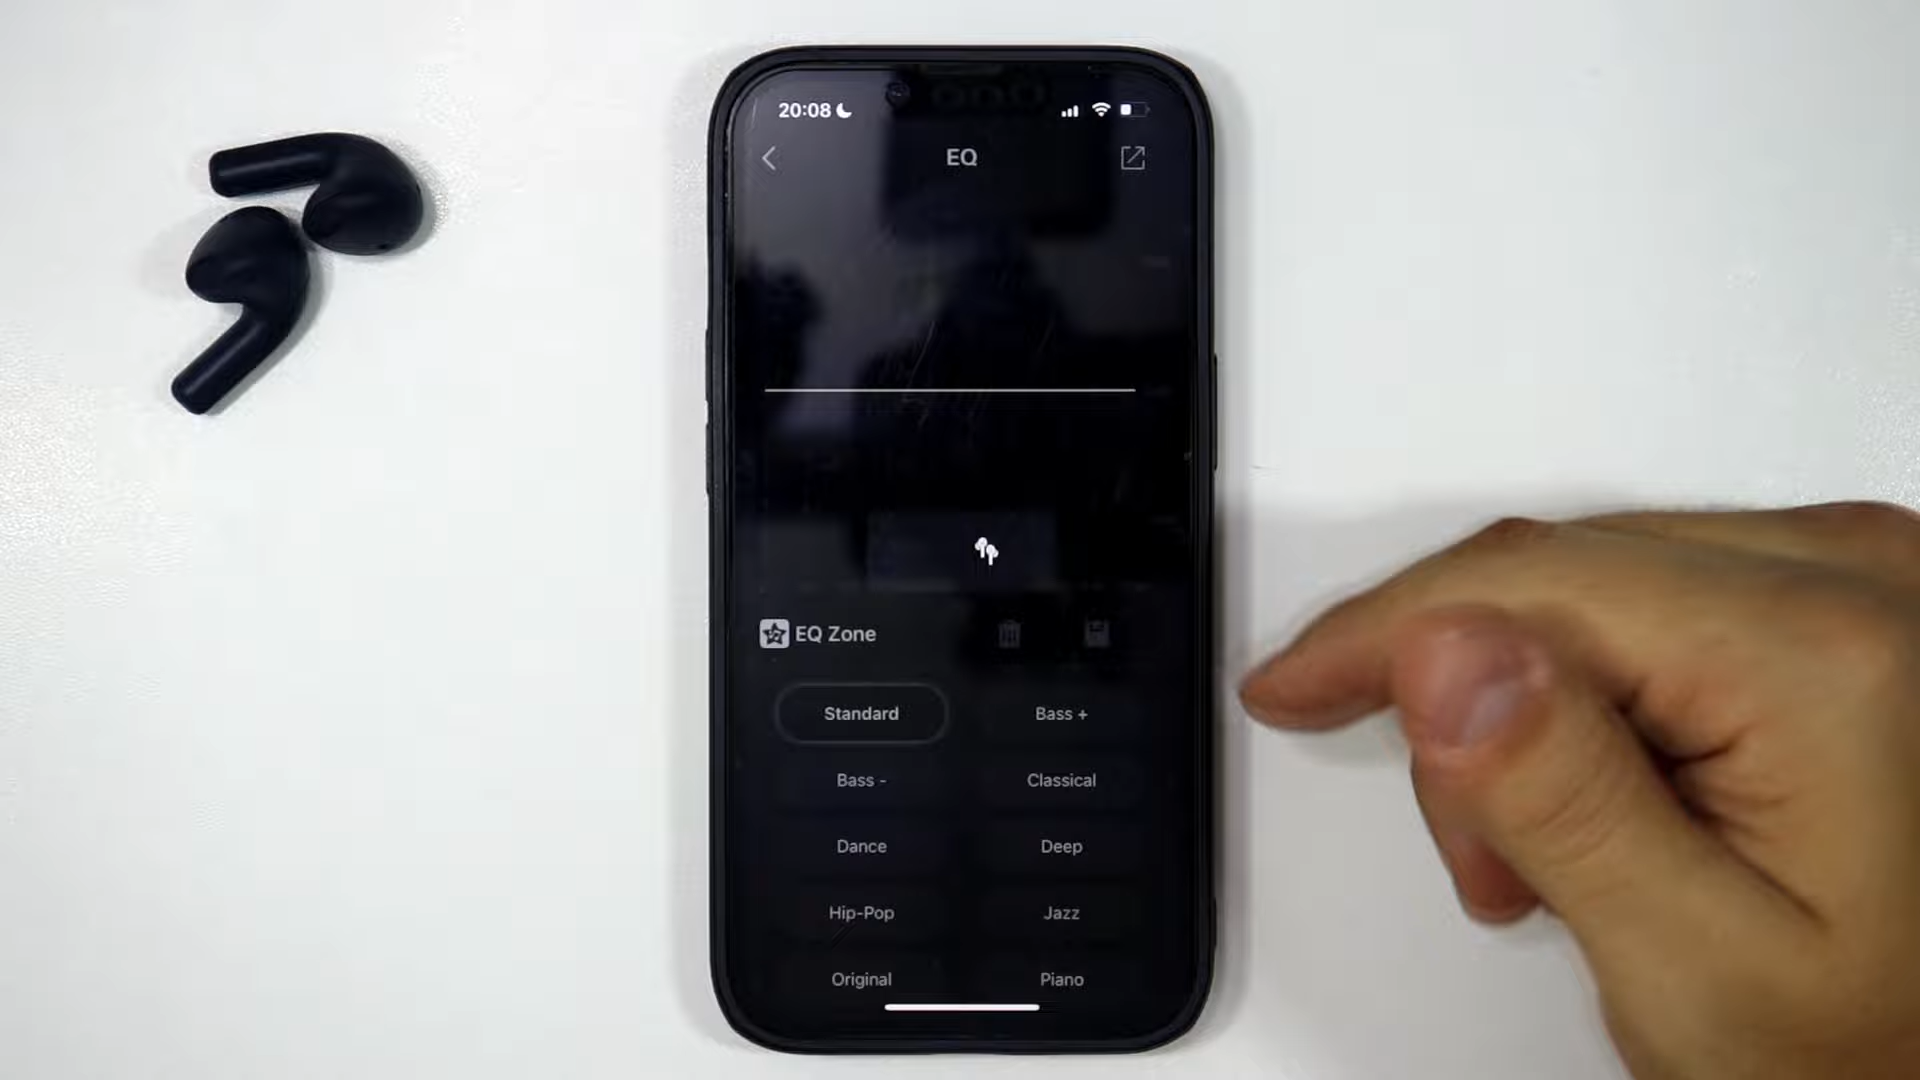 20:08
EQ
EQ Zone
Standard
Bass +
Bass -
Classical
Dance
Deep
Hip-Pop
Jazz
Original
Piano